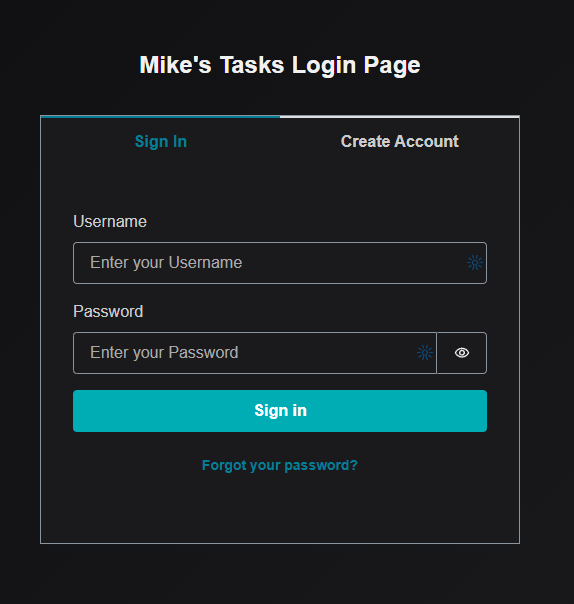 Mike's Tasks Login Page
Sign In
Create Account
Username
Enter your Username
Password
Enter your Password
Sign in
Forgot your password?